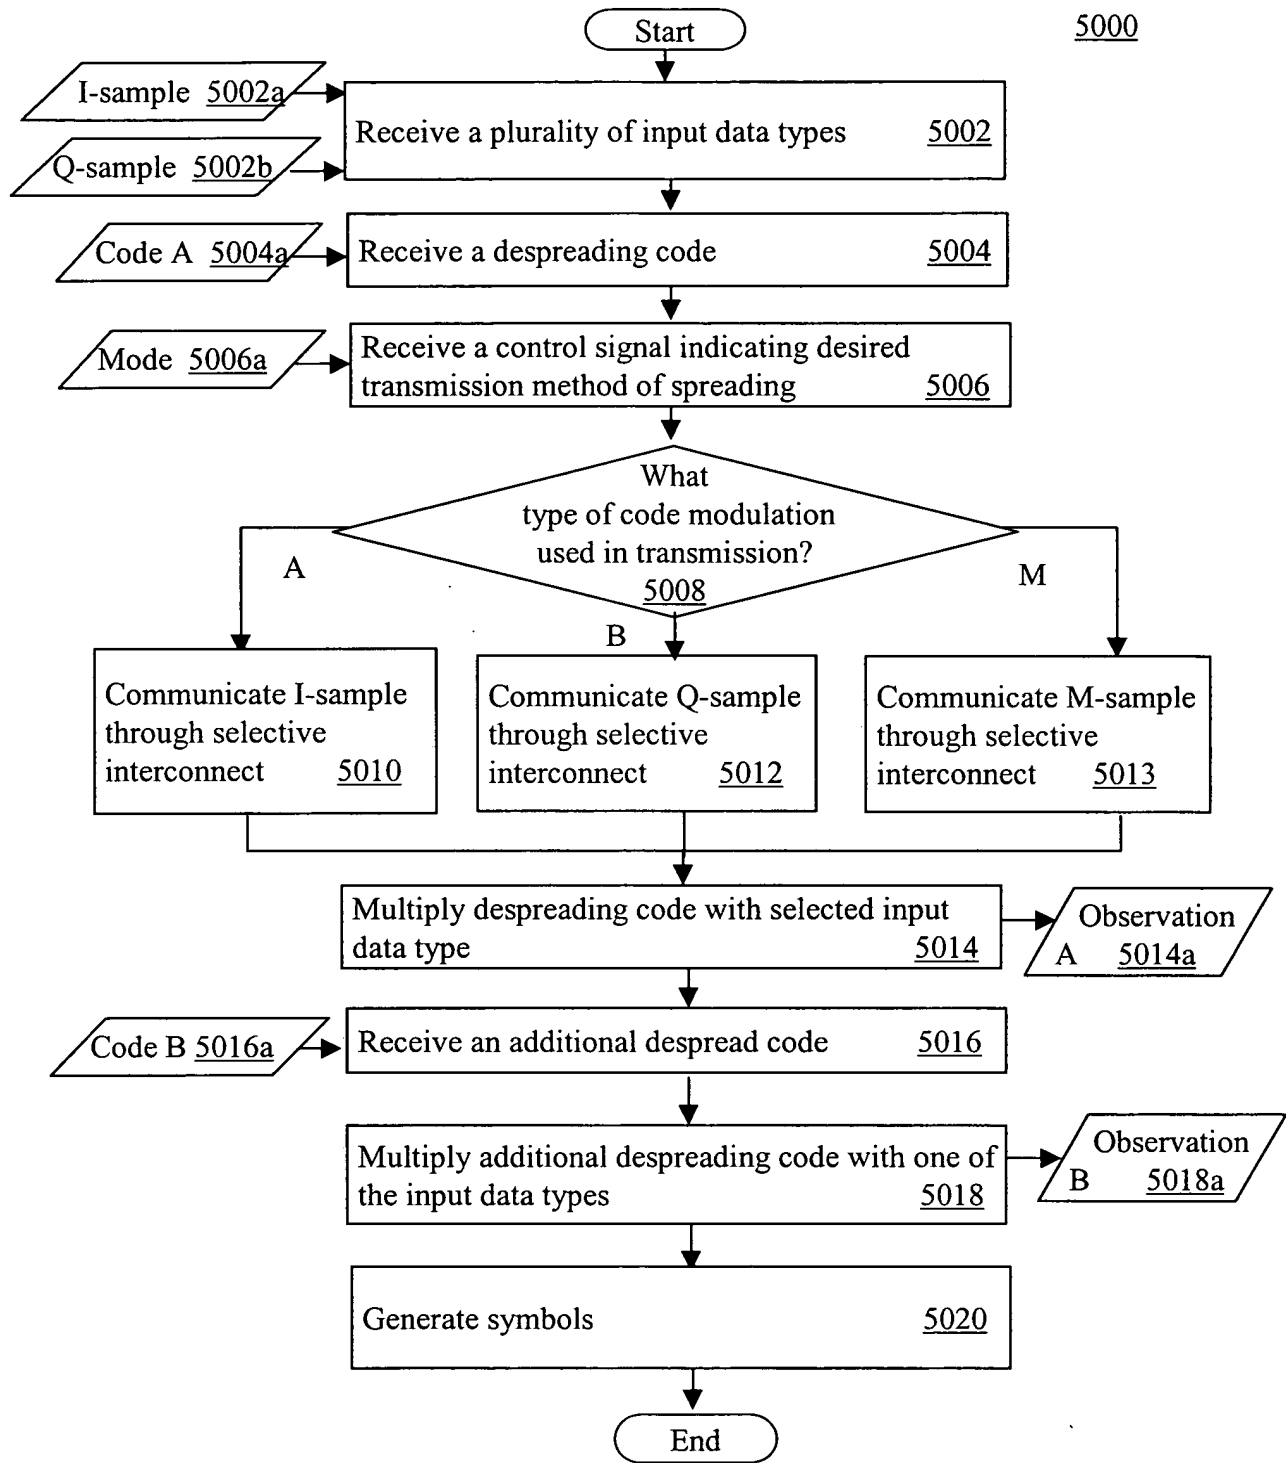 Start
5000
I-sample 5002a
Receive a plurality of input data types 5002
Q-sample 5002b
Code A 5004a
Receive a despreading code 5004
Mode 5006a
Receive a control signal indicating desired
transmission method of spreading 5006
What
type of code modulation
used in transmission?
5008
A
B
M
Communicate I-sample
through selective
interconnect 5010
Communicate Q-sample
through selective
interconnect 5012
Communicate M-sample
through selective
interconnect 5013
Multiply despreading code with selected input
data type 5014
Observation
A 5014a
Code B 5016a
Receive an additional despread code 5016
Multiply additional despreading code with one of
the input data types 5018
Observation
B 5018a
Generate symbols 5020
End